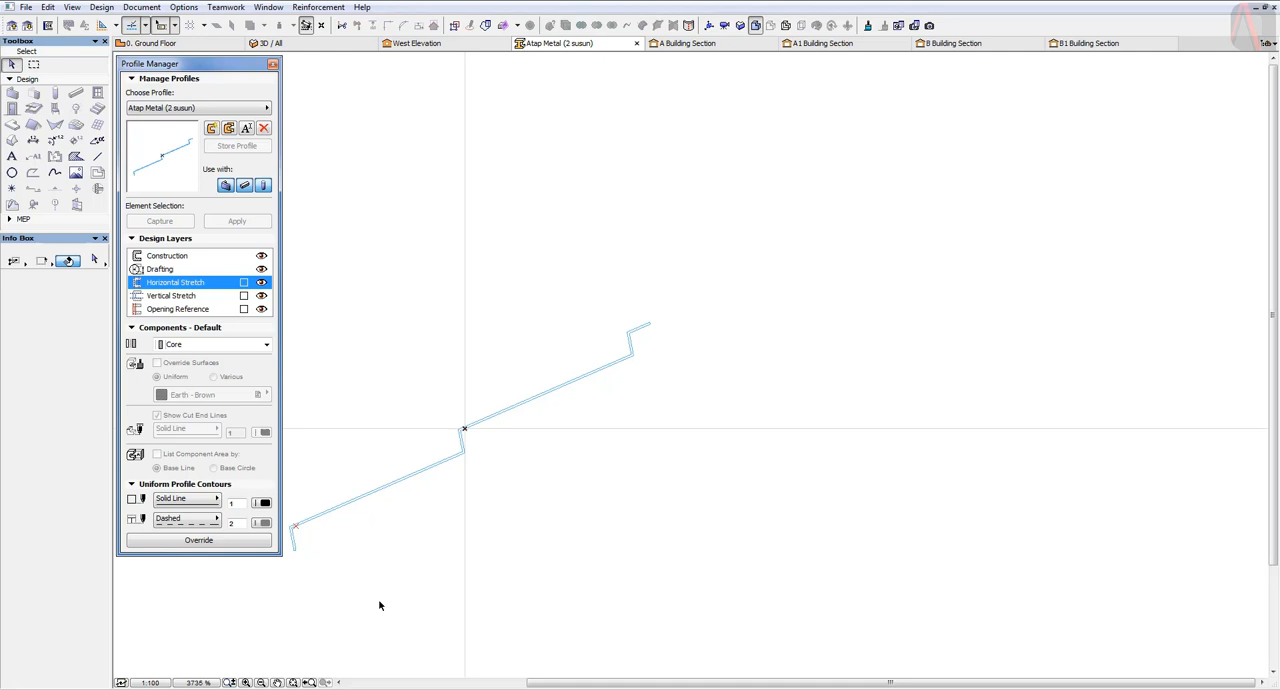 File Edit View Design Document Options Teamwork Window Reinforcement Help
0. Ground Floor
3D / All
West Elevation
Atap Metal (2 susun)
A Building Section
A1 Building Section
B Building Section
B1 Building Section
Toolbox
Select
Design
MEP
Info Box
Profile Manager
Manage Profiles
Choose Profile:
Atap Metal (2 susun)
Store Profile
Use with:
Element Selection:
Capture
Apply
Design Layers
Construction
Drafting
Horizontal Stretch
Vertical Stretch
Opening Reference
Components - Default
Core
Override Surfaces
Uniform
Various
Earth - Brown
Show Cut End Lines
Solid Line
1
List Component Area by:
Base Line
Base Circle
Uniform Profile Contours
Solid Line
1
Dashed
2
Override
1:100
3735 %